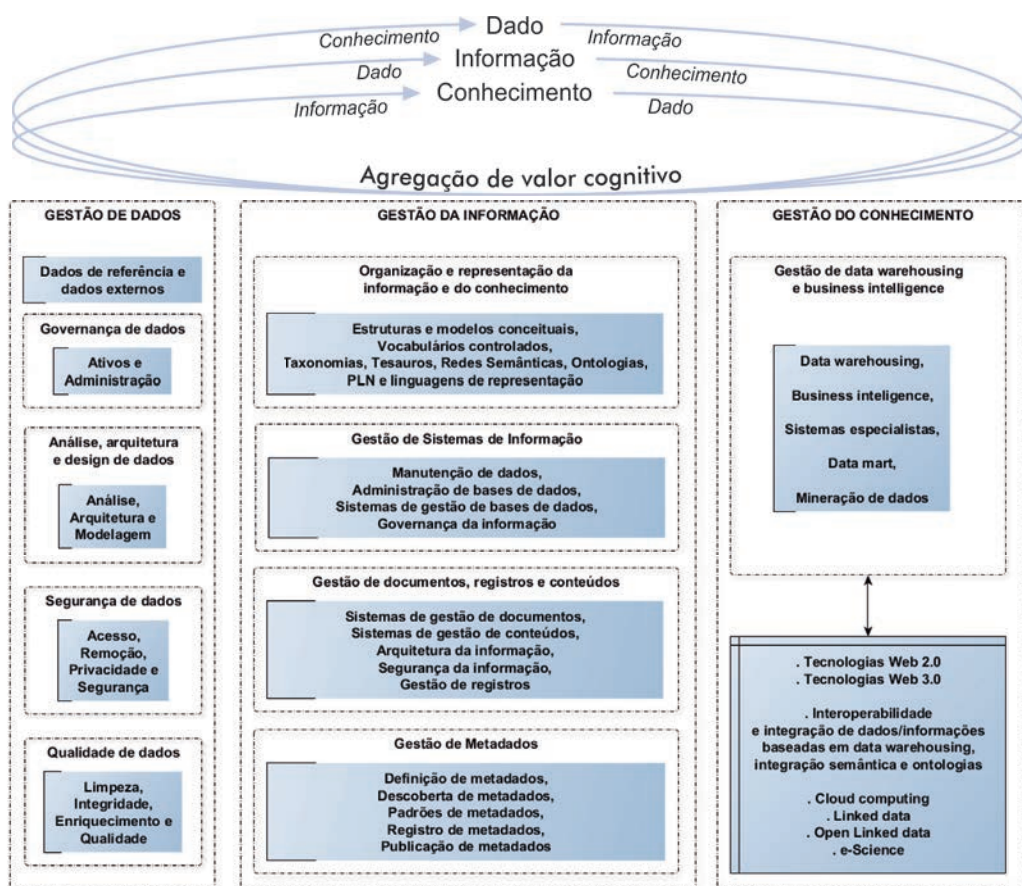 Conhecimento
Dado
Informação
Dado
Informação
Conhecimento
Informação
Conhecimento
Dado
Agregação de valor cognitivo
GESTÃO DE DADOS
Dados de referência e
dados externos
Governança de dados
Ativos e
Administração
Análise, arquitetura
e design de dados
Análise,
Arquitetura e
Modelagem
Segurança de dados
Acesso,
Remoção,
Privacidade e
Segurança
Qualidade de dados
Limpeza,
Integridade,
Enriquecimento e
Qualidade
GESTÃO DA INFORMAÇÃO
Organização e representação da
informação e do conhecimento
Estruturas e modelos conceituais,
Vocabulários controlados,
Taxonomias, Tesauros, Redes Semânticas, Ontologias,
PLN e linguagens de representação
Gestão de Sistemas de Informação
Manutenção de dados,
Administração de bases de dados,
Sistemas de gestão de bases de dados,
Governança da informação
Gestão de documentos, registros e conteúdos
Sistemas de gestão de documentos,
Sistemas de gestão de conteúdos,
Arquitetura da informação,
Segurança da informação,
Gestão de registros
Gestão de Metadados
Definição de metadados,
Descoberta de metadados,
Padrões de metadados,
Registro de metadados,
Publicação de metadados
GESTÃO DO CONHECIMENTO
Gestão de data warehousing
e business intelligence
Data warehousing,
Business inteligence,
Sistemas especialistas,
Data mart,
Mineração de dados
. Tecnologias Web 2.0
. Tecnologias Web 3.0
. Interoperabilidade
e integração de dados/informações
baseadas em data warehousing,
integração semântica e ontologias
. Cloud computing
. Linked data
. Open Linked data
. e-Science